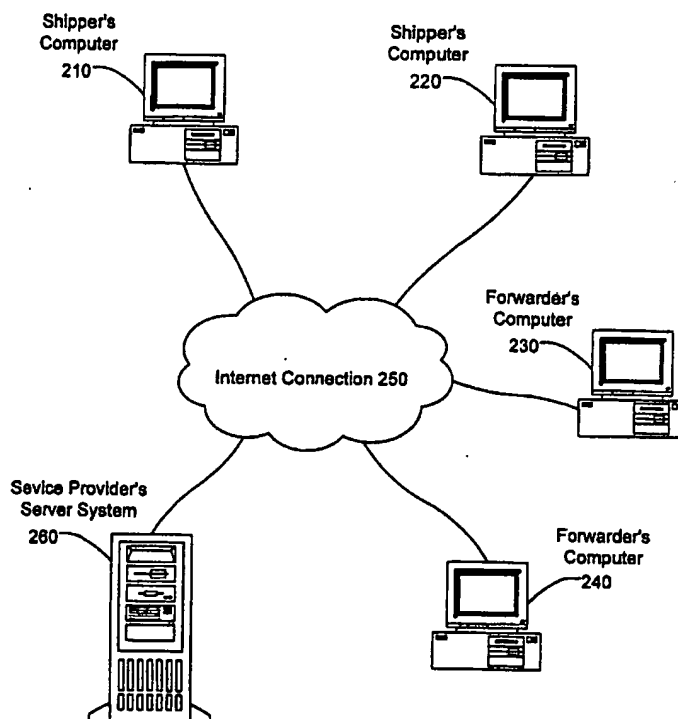 Shipper's
Computer
210
Shipper's
Computer
220
Forwarder's
Computer
230
Internet Connection 250
Sevice Provider's
Server System
260
Forwarder's
Computer
240